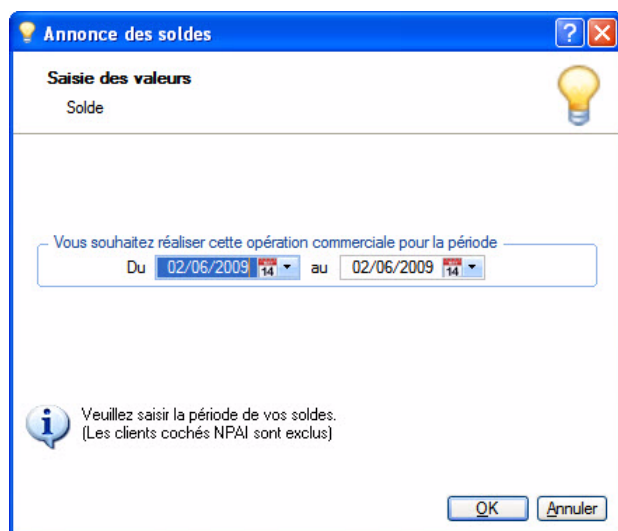 Annonce des soldes
Saisie des valeurs
Solde
Vous souhaitez réaliser cette opération commerciale pour la période
Du 02/06/2009 14 au 02/06/2009 14
Veuillez saisir la période de vos soldes.
(Les clients cochés NPAI sont exclus)
OK Annuler